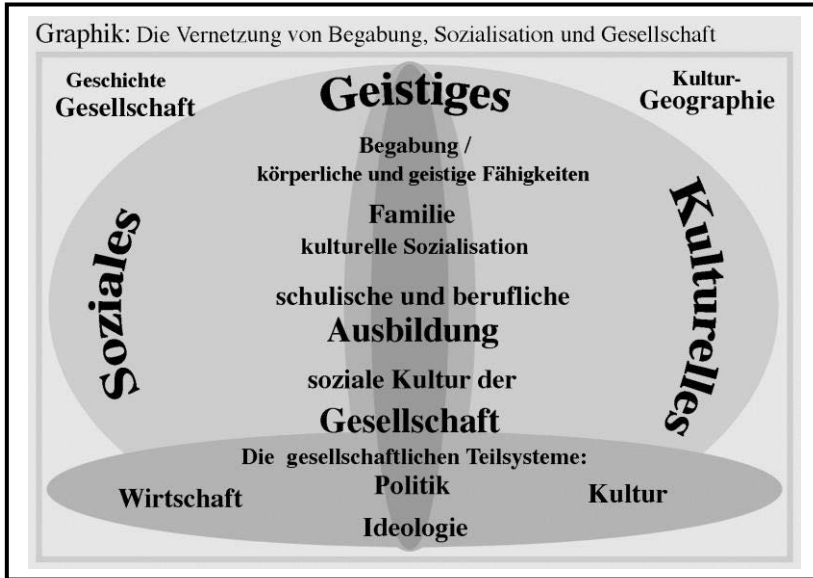 Graphik: Die Vernetzung von Begabung, Sozialisation und Gesellschaft
Geschichte
Gesellschaft
Geistiges
Kultur-
Geographie
Begabung /
körperliche und geistige Fähigkeiten
Familie
kulturelle Sozialisation
Soziales
Kulturelles
schulische und berufliche
Ausbildung
soziale Kultur der
Gesellschaft
Die gesellschaftlichen Teilsysteme:
Wirtschaft
Politik
Kultur
Ideologie